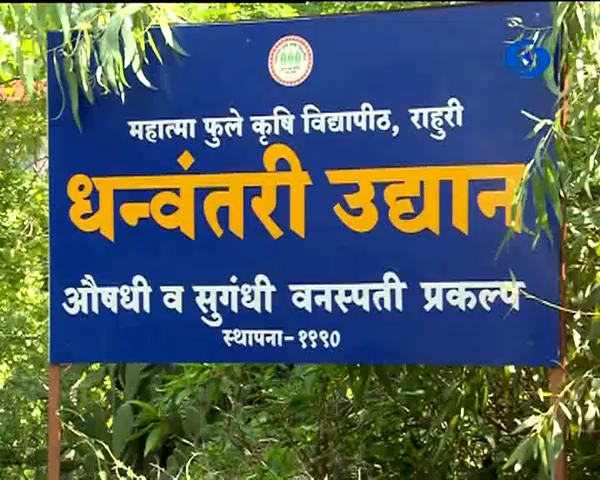 महात्मा फुले कृषि विद्यापीठ, राहुरी
धन्वंतरी उद्यान
औषधी व सुगंधी वनस्पती प्रकल्प
स्थापना-१९९०